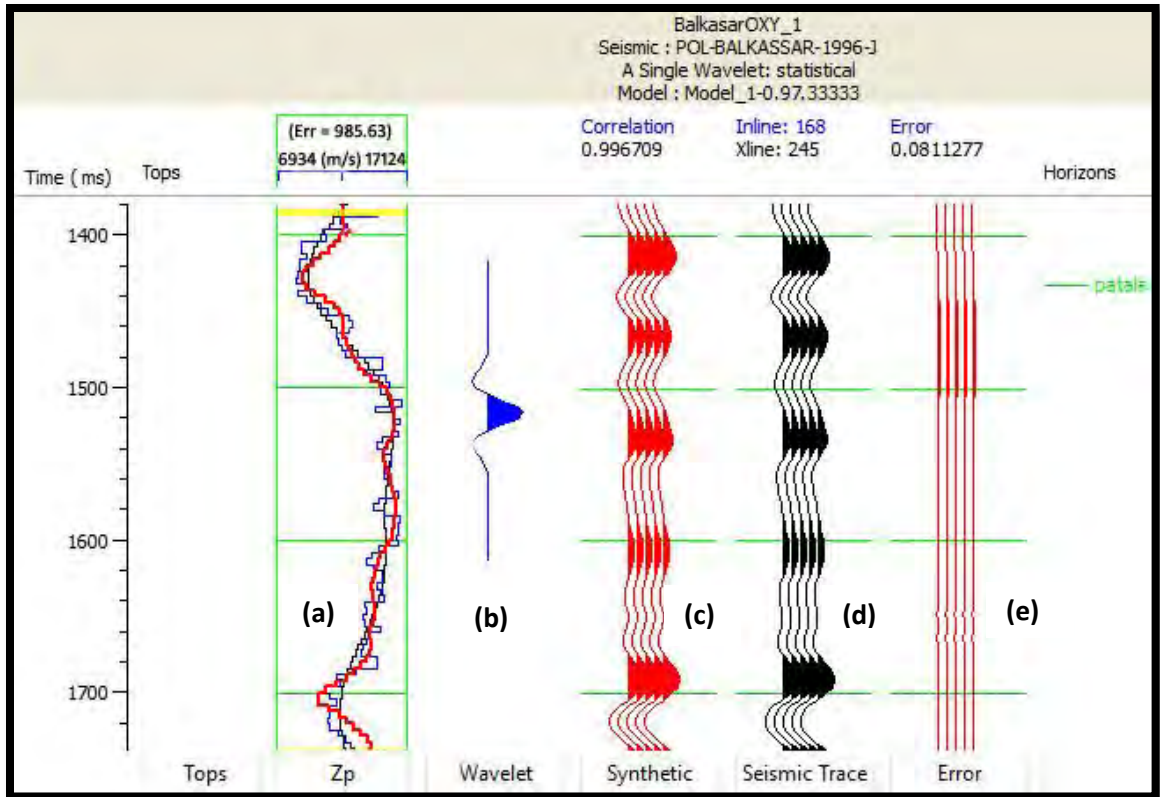 BalkasarOXY_1
Seismic : POL-BALKASSAR-1996-J
A Single Wavelet: statistical
Model : Model_1-0.97.33333
(Err = 985.63)
6934 (m/s) 17124
Correlation
0.996709
Inline: 168
Xline: 245
Error
0.0811277
Time ( ms)
Tops
Horizons
1400
patala
1500
1600
(a)
(b)
(c)
(d)
(e)
1700
Tops
Zp
Wavelet
Synthetic
Seismic Trace
Error